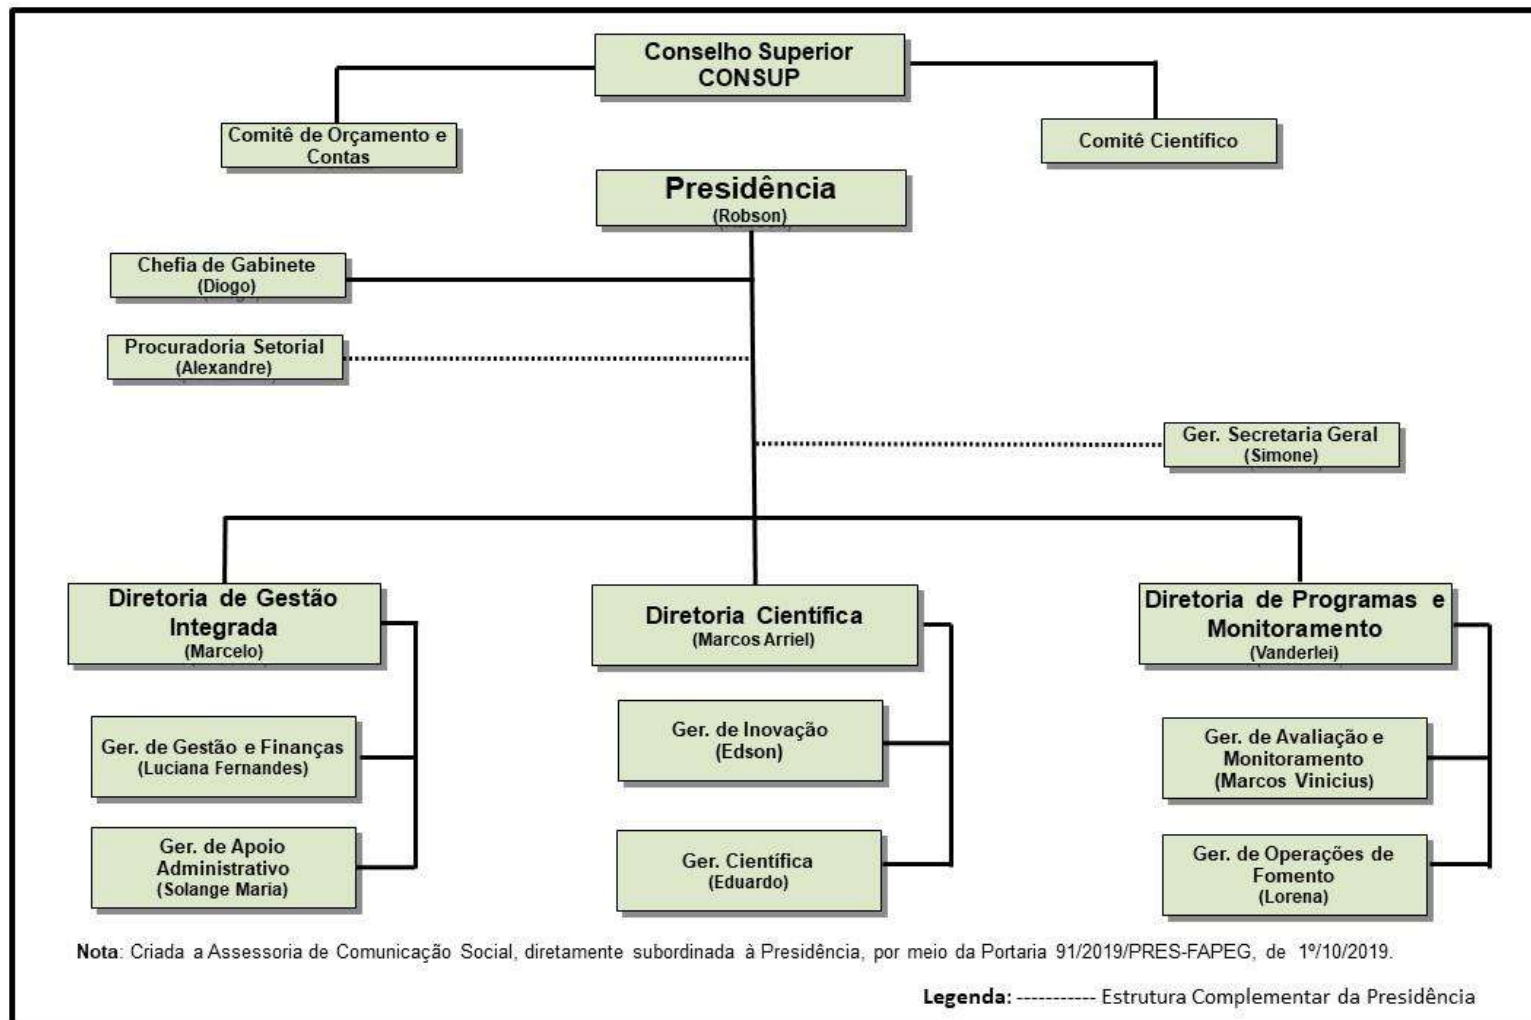 Conselho Superior
CONSUP
Comitê de Orçamento e
Contas
Comitê Científico
Presidência
(Robson)
Chefia de Gabinete
(Diogo)
Procuradoria Setorial
(Alexandre)
Ger. Secretaria Geral
(Simone)
Diretoria de Gestão
Integrada
(Marcelo)
Diretoria Científica
(Marcos Arriel)
Diretoria de Programas e
Monitoramento
(Vanderlei)
Ger. de Gestão e Finanças
(Luciana Fernandes)
Ger. de Inovação
(Edson)
Ger. de Avaliação e
Monitoramento
(Marcos Vinicius)
Ger. de Apoio
Administrativo
(Solange Maria)
Ger. Científica
(Eduardo)
Ger. de Operações de
Fomento
(Lorena)
Nota: Criada a Assessoria de Comunicação Social, diretamente subordinada à Presidência, por meio da Portaria 91/2019/PRES-FAPEG, de 1º/10/2019.
Legenda: ----------- Estrutura Complementar da Presidência